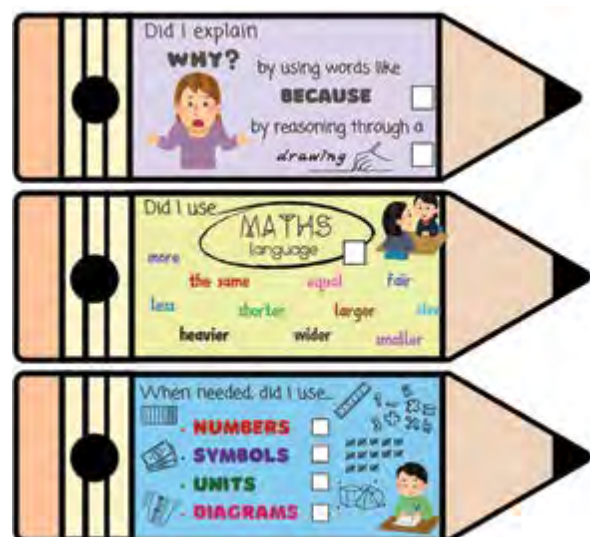 Did I explain
WHY? by using words like
BECAUSE
by reasoning through a
drawing
Did I use...
MATHS
language
more
the same equal fair
less shorter larger
heavier wider smaller
When needed, did I use...
- NUMBERS
- SYMBOLS
- UNITS
- DIAGRAMS